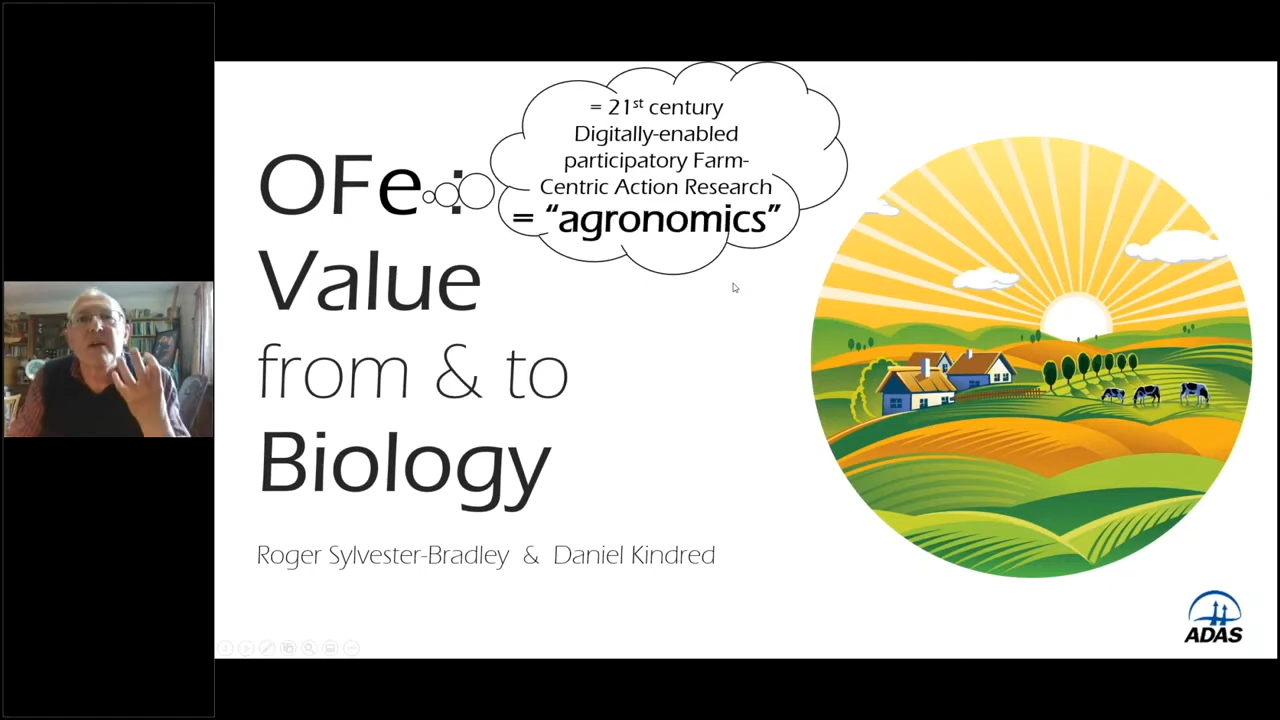 = 21st century
Digitally-enabled
participatory Farm-
Centric Action Research
= “agronomics”
OFe :
Value
from & to
Biology
Roger Sylvester-Bradley & Daniel Kindred
ADAS